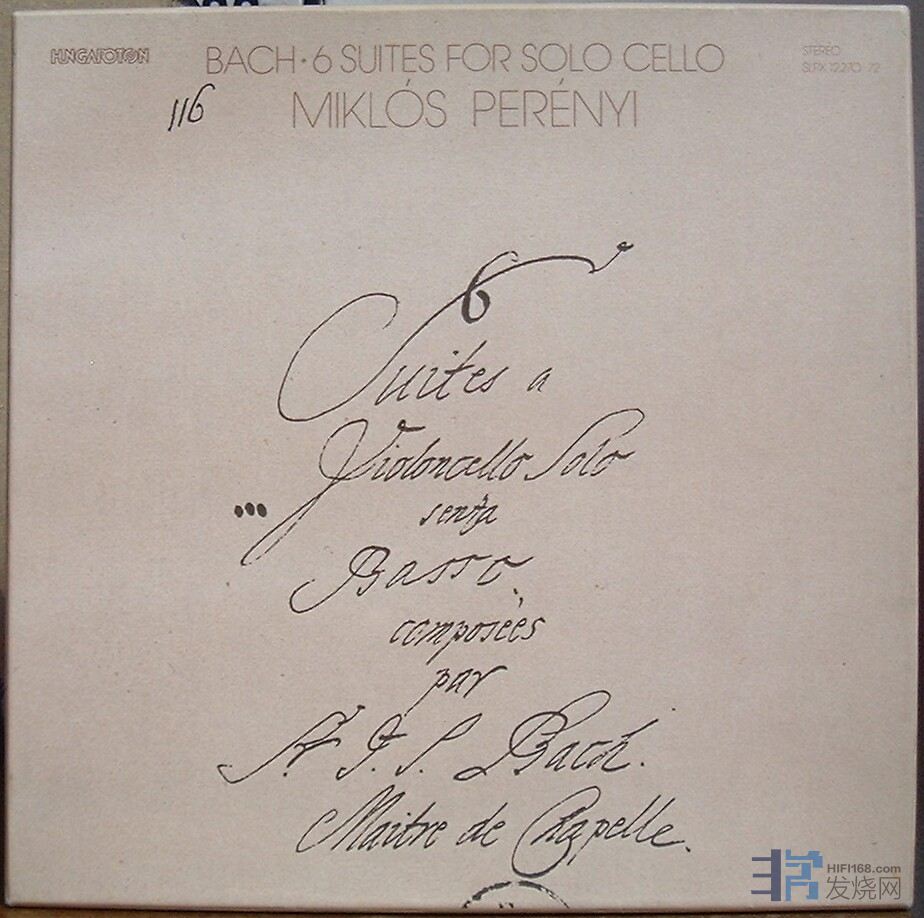 HUNGAROTON
BACH · 6 SUITES FOR SOLO CELLO
STEREO
SLPX 12270-72
MIKLÓS PERÉNYI
116
6
Suites a
Violoncello Solo
senza
Basso
composées
par
Sr. J. S. Bach.
Maitre de Chapelle.
HIFI168.com
发烧网